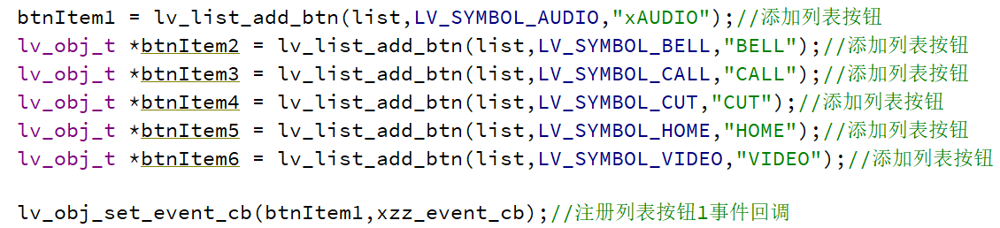 btnItem1 = lv_list_add_btn(list,LV_SYMBOL_AUDIO,"xAUDIO");//添加列表按钮
lv_obj_t *btnItem2 = lv_list_add_btn(list,LV_SYMBOL_BELL,"BELL");//添加列表按钮
lv_obj_t *btnItem3 = lv_list_add_btn(list,LV_SYMBOL_CALL,"CALL");//添加列表按钮
lv_obj_t *btnItem4 = lv_list_add_btn(list,LV_SYMBOL_CUT,"CUT");//添加列表按钮
lv_obj_t *btnItem5 = lv_list_add_btn(list,LV_SYMBOL_HOME,"HOME");//添加列表按钮
lv_obj_t *btnItem6 = lv_list_add_btn(list,LV_SYMBOL_VIDEO,"VIDEO");//添加列表按钮
lv_obj_set_event_cb(btnItem1,xzz_event_cb);//注册列表按钮1事件回调